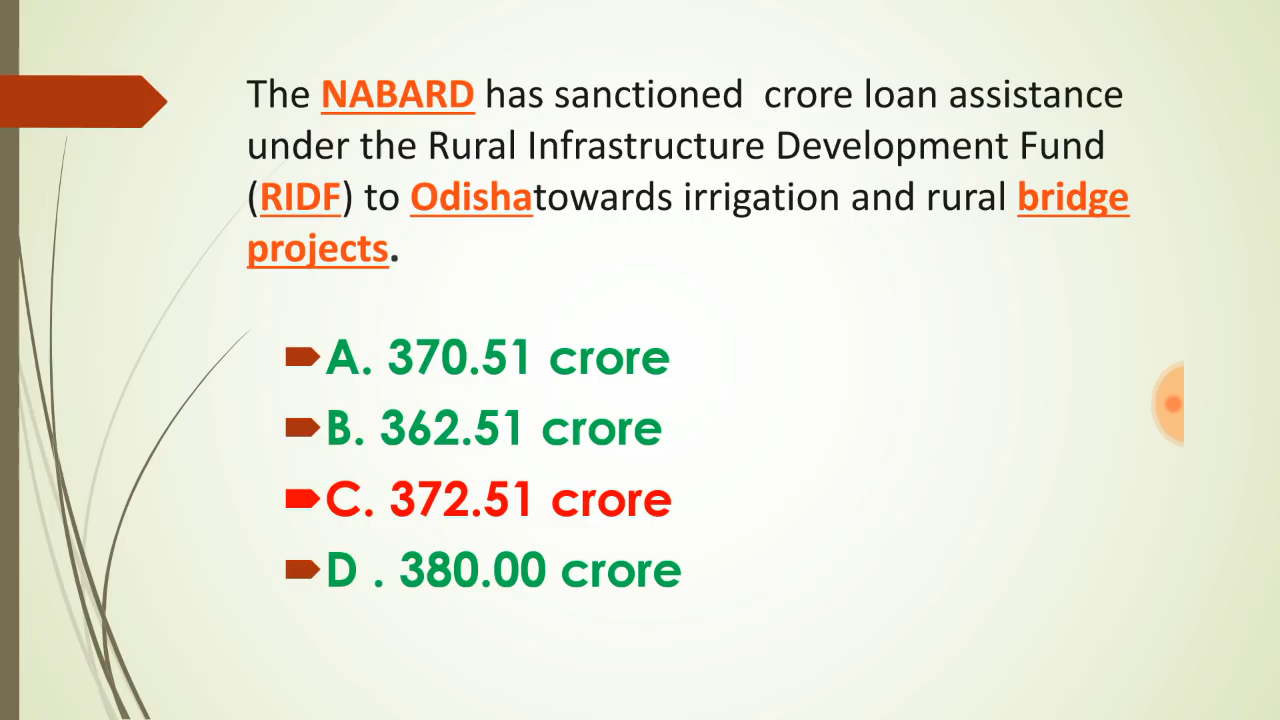 The NABARD has sanctioned  crore loan assistance
under the Rural Infrastructure Development Fund
(RIDF) to Odishatowards irrigation and rural bridge
projects.
A. 370.51 crore
B. 362.51 crore
C. 372.51 crore
D . 380.00 crore